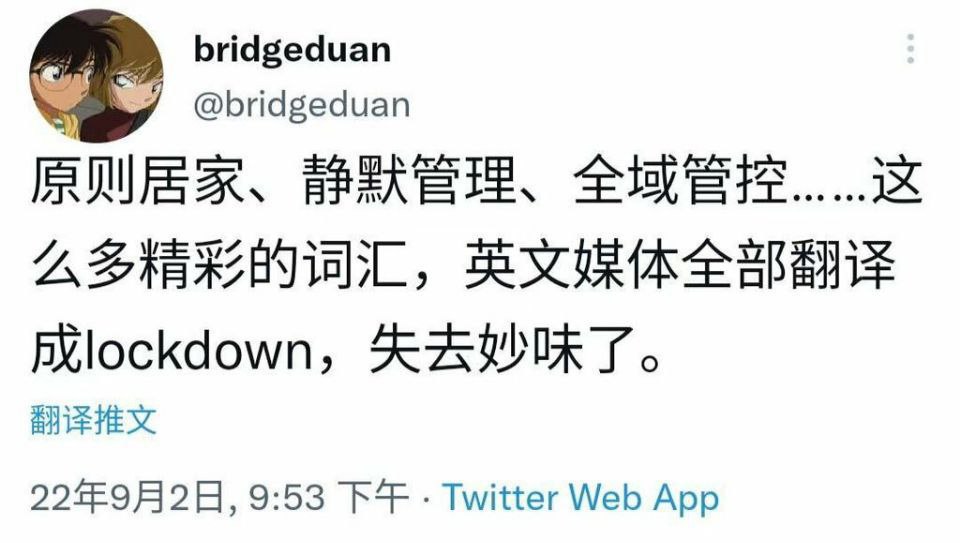 bridgeduan
@bridgeduan
原则居家、静默管理、全域管控……这
么多精彩的词汇，英文媒体全部翻译
成lockdown，失去妙味了。
翻译推文
22年9月2日, 9:53 下午 · Twitter Web App